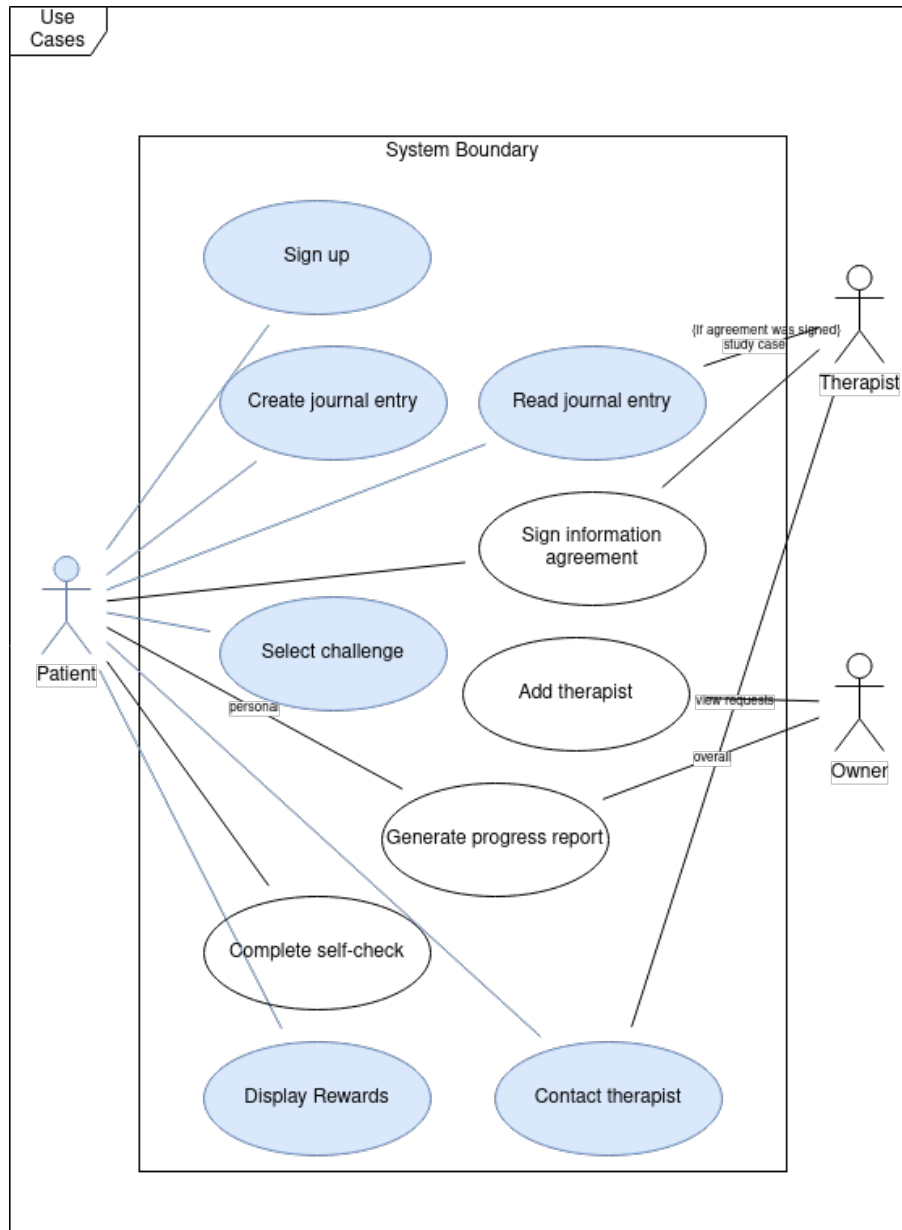 Use
Cases
System Boundary
Sign up
{If agreement was signed}
study case
Therapist
Create journal entry
Read journal entry
Sign information
agreement
Patient
Select challenge
Add therapist
view requests
personal
Owner
overall
Generate progress report
Complete self-check
Display Rewards
Contact therapist